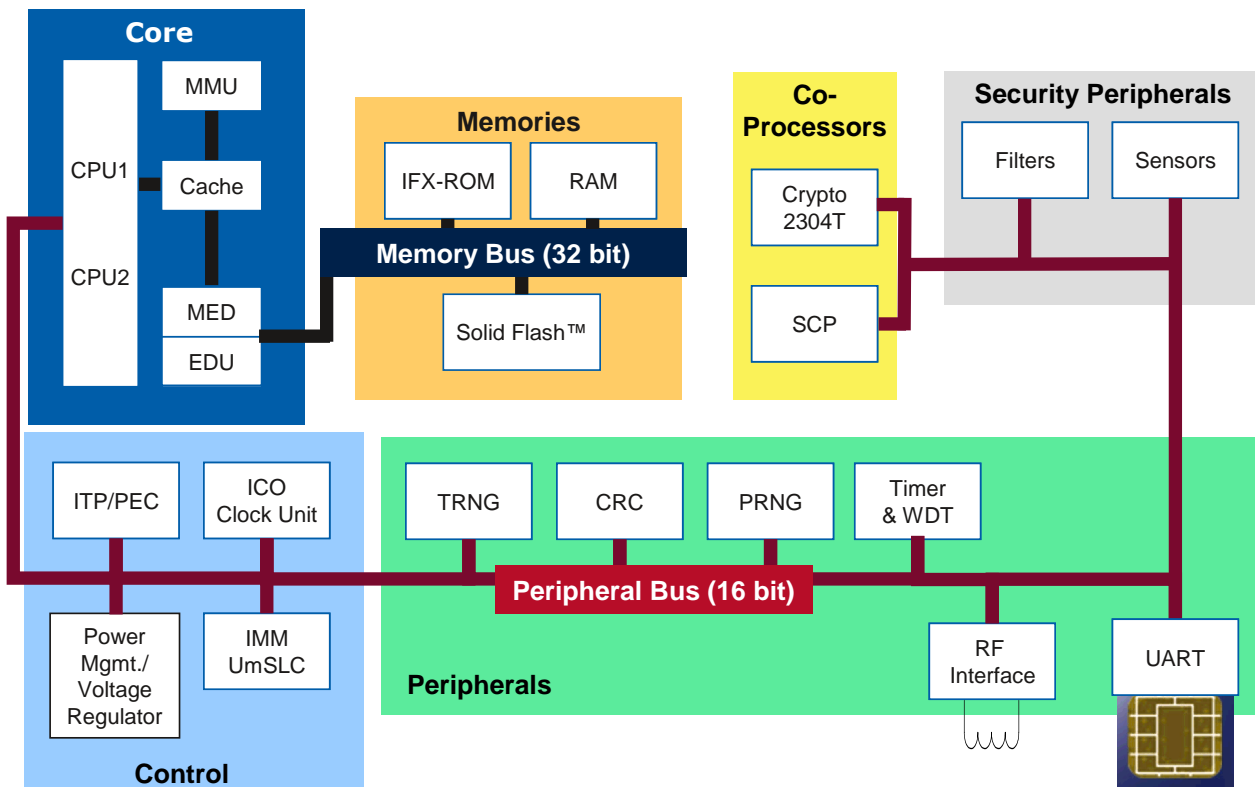 Core
MMU
CPU1
Cache
CPU2
MED
EDU
Memories
IFX-ROM
RAM
Memory Bus (32 bit)
Solid Flash™
Co-
Processors
Crypto
2304T
SCP
Security Peripherals
Filters
Sensors
ITP/PEC
ICO
Clock Unit
Power
Mgmt./
Voltage
Regulator
IMM
UmSLC
Control
TRNG
CRC
PRNG
Timer
& WDT
Peripheral Bus (16 bit)
RF
Interface
UART
Peripherals